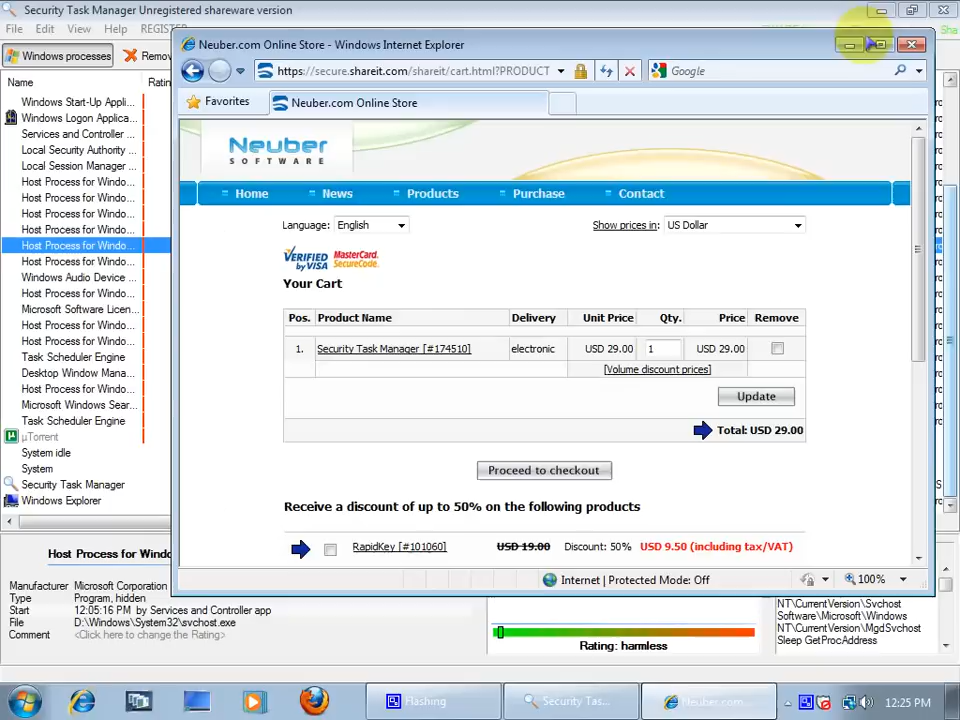 Security Task Manager Unregistered shareware version
File Edit View Help REGISTE
Windows processes Remov
Neuber.com Online Store - Windows Internet Explorer
https://secure.shareit.com/shareit/cart.html?PRODUCT
Google
Favorites
Neuber.com Online Store
Name
Ratin
Windows Start-Up Appli...
Windows Logon Applica...
Services and Controller ...
Local Security Authority ...
Local Session Manager ...
Host Process for Windo...
Host Process for Windo...
Host Process for Windo...
Host Process for Windo...
Host Process for Windo...
Host Process for Windo...
Windows Audio Device ...
Host Process for Windo...
Microsoft Software Licen...
Host Process for Windo...
Host Process for Windo...
Task Scheduler Engine
Desktop Window Mana...
Host Process for Windo...
Microsoft Windows Sear...
Task Scheduler Engine
µTorrent
System idle
System
Security Task Manager
Windows Explorer
Neuber
SOFTWARE
Home News Products Purchase Contact
Language: English
Show prices in: US Dollar
VERIFIED by VISA
MasterCard. SecureCode.
Your Cart
Pos. Product Name Delivery Unit Price Qty. Price Remove
1. Security Task Manager [#174510] electronic USD 29.00 1 USD 29.00
[Volume discount prices]
Update
Total: USD 29.00
Proceed to checkout
Receive a discount of up to 50% on the following products
RapidKey [#101060] USD 19.00 Discount: 50% USD 9.50 (including tax/VAT)
Internet | Protected Mode: Off
100%
Host Process for Windo
Manufacturer Microsoft Corporation
Type Program, hidden
Start 12:05:16 PM by Services and Controller app
File D:\Windows\System32\svchost.exe
Comment <Click here to change the Rating>
Rating: harmless
NT\CurrentVersion\Svchost
Software\Microsoft\Windows
NT\CurrentVersion\MgdSvchost
Sleep GetProcAddress
Flashing
Security Tas...
Neuber.com...
12:25 PM